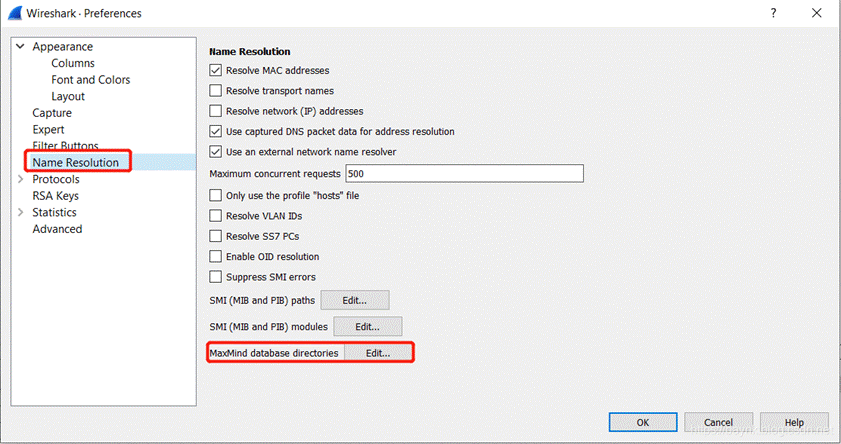 Wireshark · Preferences
? ×
Appearance
Columns
Font and Colors
Layout
Capture
Expert
Filter Buttons
Name Resolution
Protocols
RSA Keys
Statistics
Advanced
Name Resolution
Resolve MAC addresses
Resolve transport names
Resolve network (IP) addresses
Use captured DNS packet data for address resolution
Use an external network name resolver
Maximum concurrent requests 500
Only use the profile "hosts" file
Resolve VLAN IDs
Resolve SS7 PCs
Enable OID resolution
Suppress SMI errors
SMI (MIB and PIB) paths Edit...
SMI (MIB and PIB) modules Edit...
MaxMind database directories Edit...
OK Cancel Help